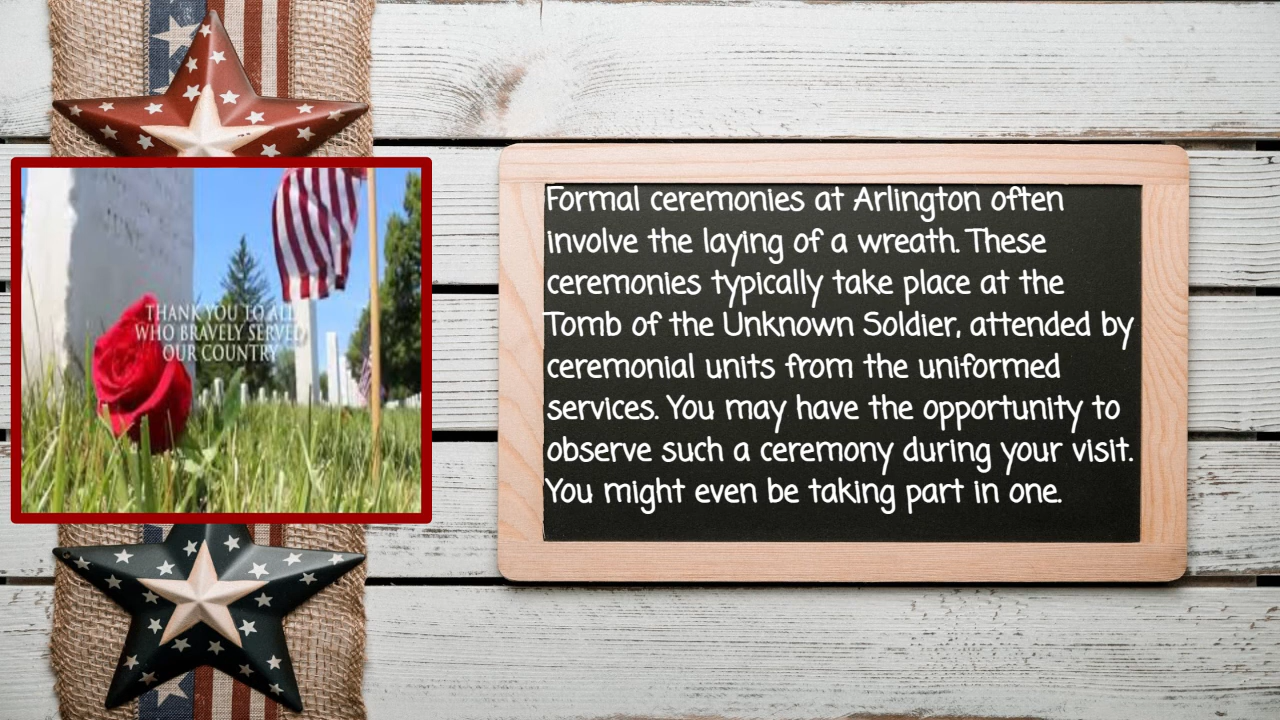 THANK YOU TO ALL
WHO BRAVELY SERVED
OUR COUNTRY
Formal ceremonies at Arlington often
involve the laying of a wreath. These
ceremonies typically take place at the
Tomb of the Unknown Soldier, attended by
ceremonial units from the uniformed
services. You may have the opportunity to
observe such a ceremony during your visit.
You might even be taking part in one.